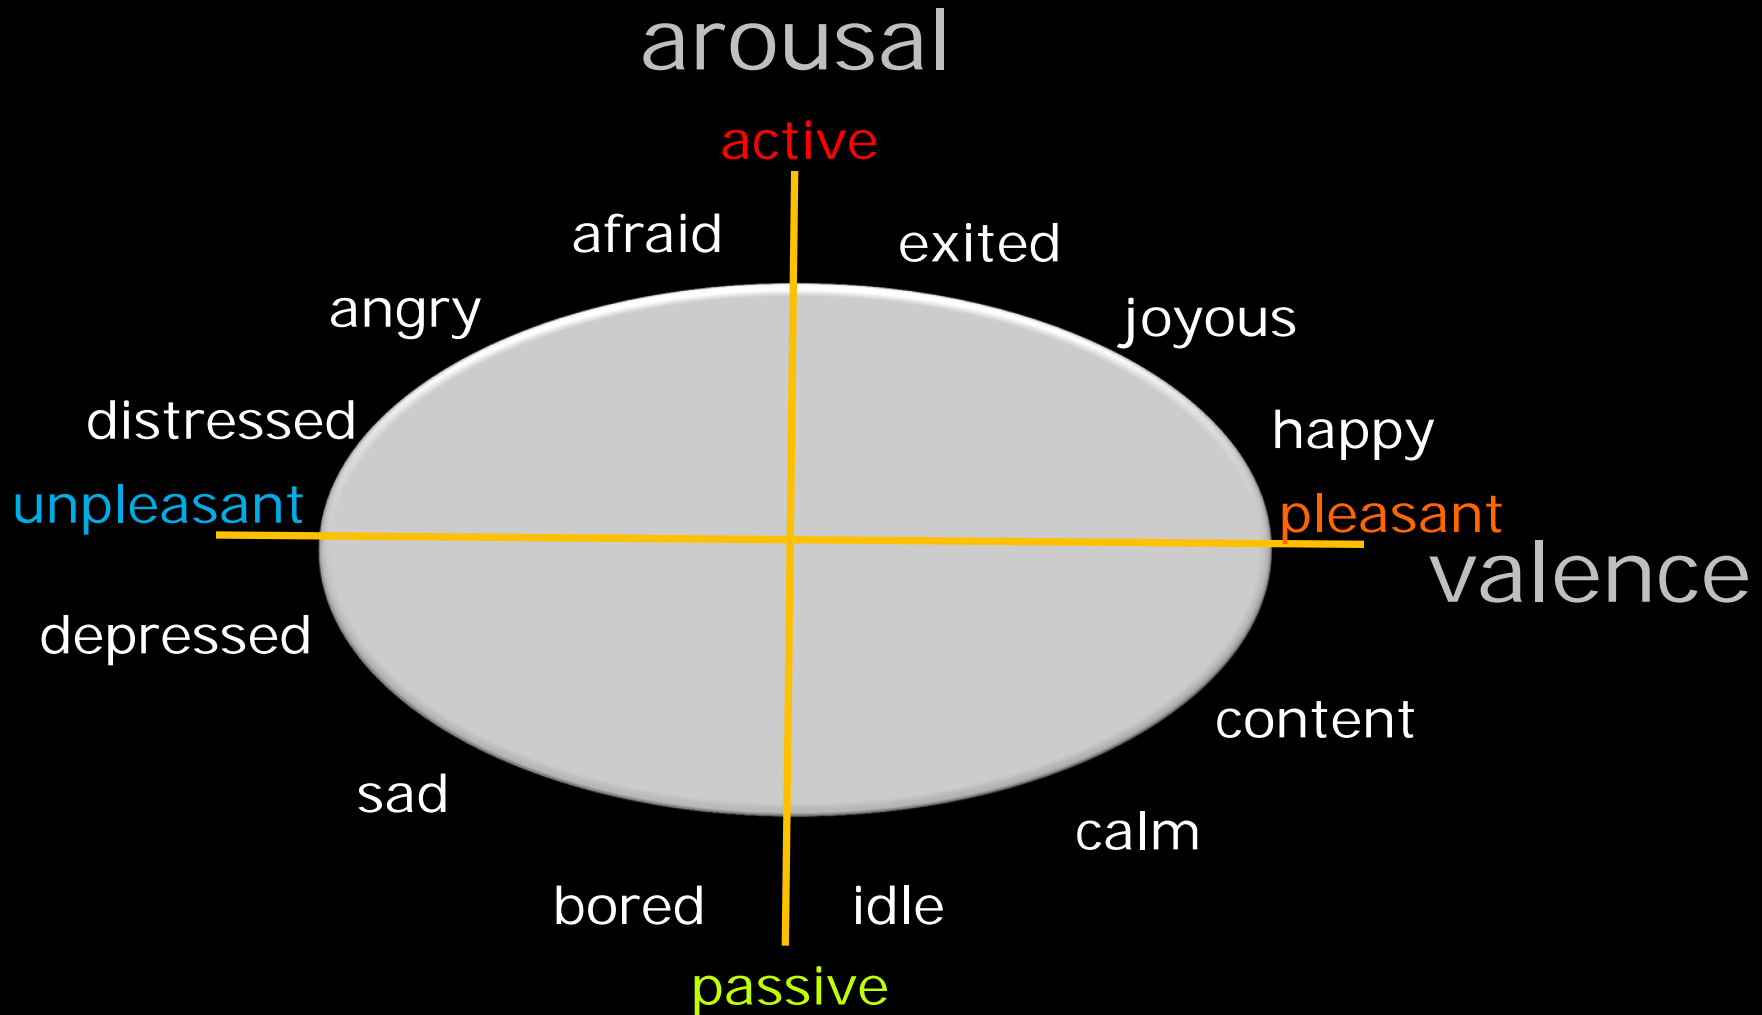 arousal
active
afraid
exited
angry
joyous
distressed
happy
unpleasant
pleasant
valence
depressed
content
sad
calm
bored
idle
passive